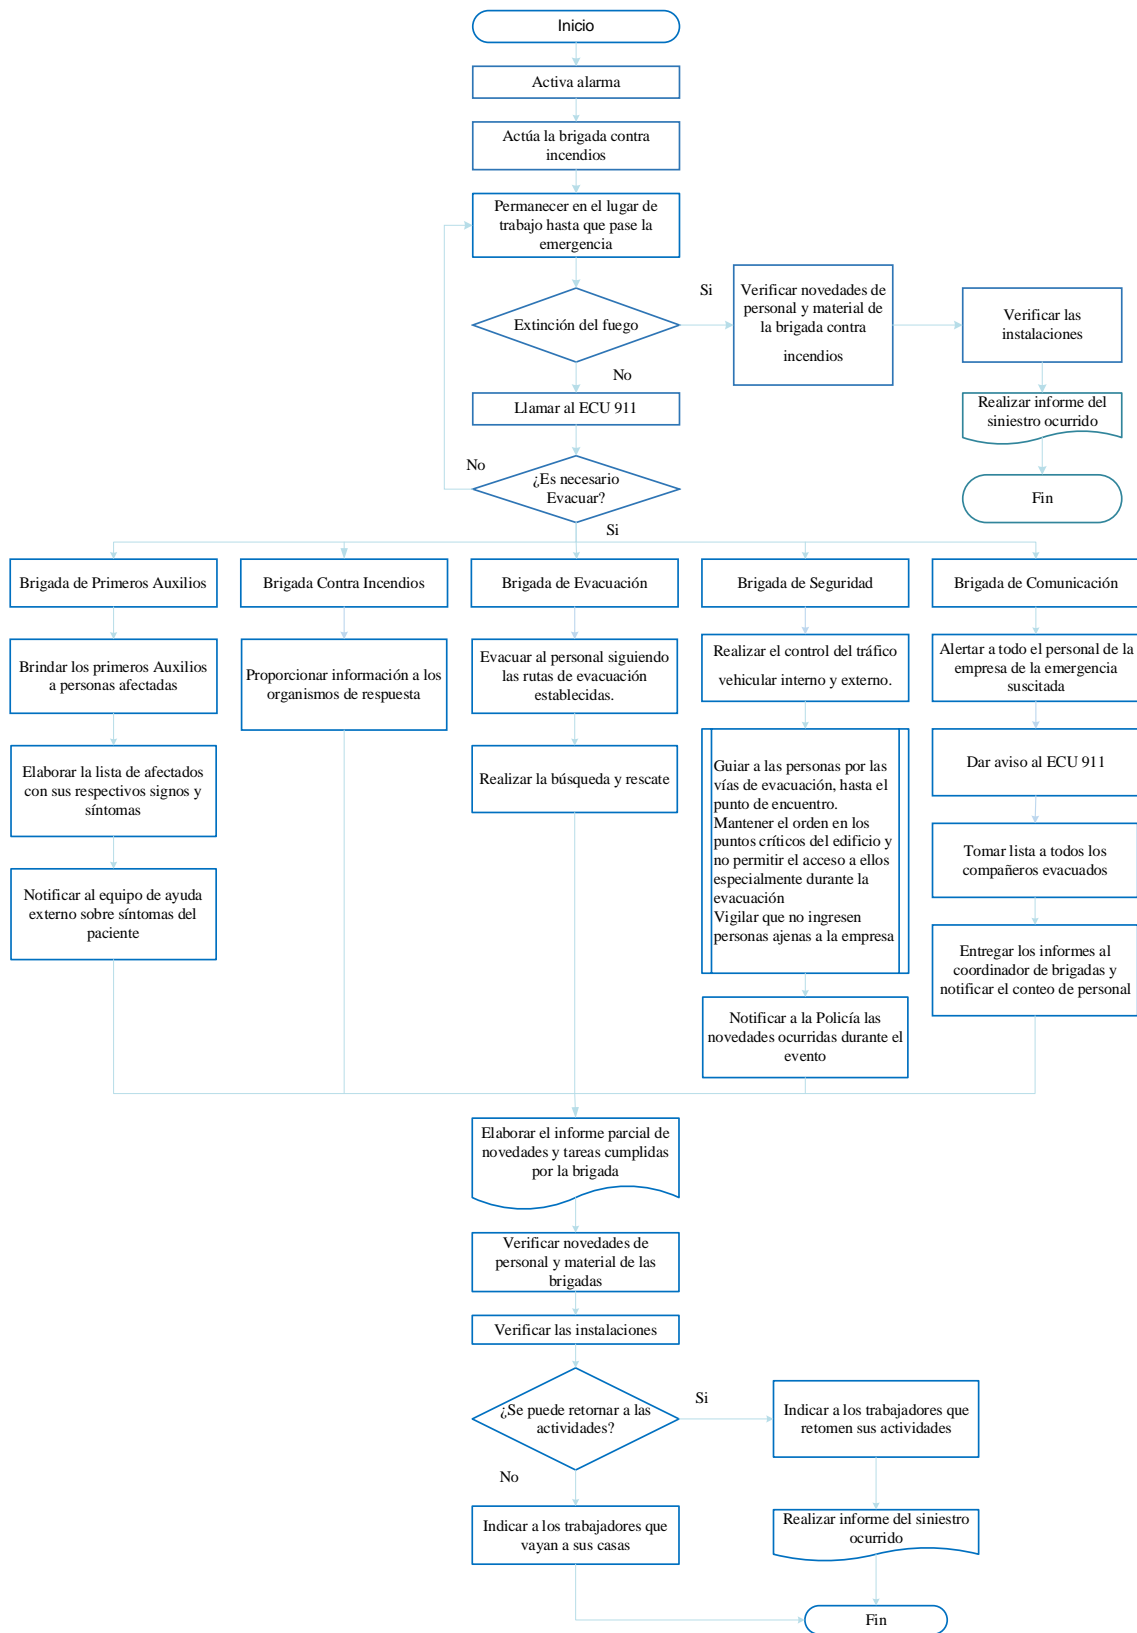 Inicio
Activa alarma
Actúa la brigada contra
incendios
Permanecer en el lugar de
trabajo hasta que pase la
emergencia
Extinción del fuego
Si
Verificar novedades de
personal y material de
la brigada contra
incendios
Verificar las
instalaciones
No
Llamar al ECU 911
Realizar informe del
siniestro ocurrido
Fin
No
¿Es necesario
Evacuar?
Si
Brigada de Primeros Auxilios
Brindar los primeros Auxilios
a personas afectadas
Elaborar la lista de afectados
con sus respectivos signos y
síntomas
Notificar al equipo de ayuda
externo sobre síntomas del
paciente
Brigada Contra Incendios
Proporcionar información a los
organismos de respuesta
Brigada de Evacuación
Evacuar al personal siguiendo
las rutas de evacuación
establecidas.
Realizar la búsqueda y rescate
Brigada de Seguridad
Realizar el control del tráfico
vehicular interno y externo.
Guiar a las personas por las
vías de evacuación, hasta el
punto de encuentro.
Mantener el orden en los
puntos críticos del edificio y
no permitir el acceso a ellos
especialmente durante la
evacuación
Vigilar que no ingresen
personas ajenas a la empresa
Notificar a la Policía las
novedades ocurridas durante el
evento
Brigada de Comunicación
Alertar a todo el personal de la
empresa de la emergencia
suscitada
Dar aviso al ECU 911
Tomar lista a todos los
compañeros evacuados
Entregar los informes al
coordinador de brigadas y
notificar el conteo de personal
Elaborar el informe parcial de
novedades y tareas cumplidas
por la brigada
Verificar novedades de
personal y material de las
brigadas
Verificar las instalaciones
¿Se puede retornar a las
actividades?
Si
Indicar a los trabajadores que
retomen sus actividades
No
Indicar a los trabajadores que
vayan a sus casas
Realizar informe del siniestro
ocurrido
Fin